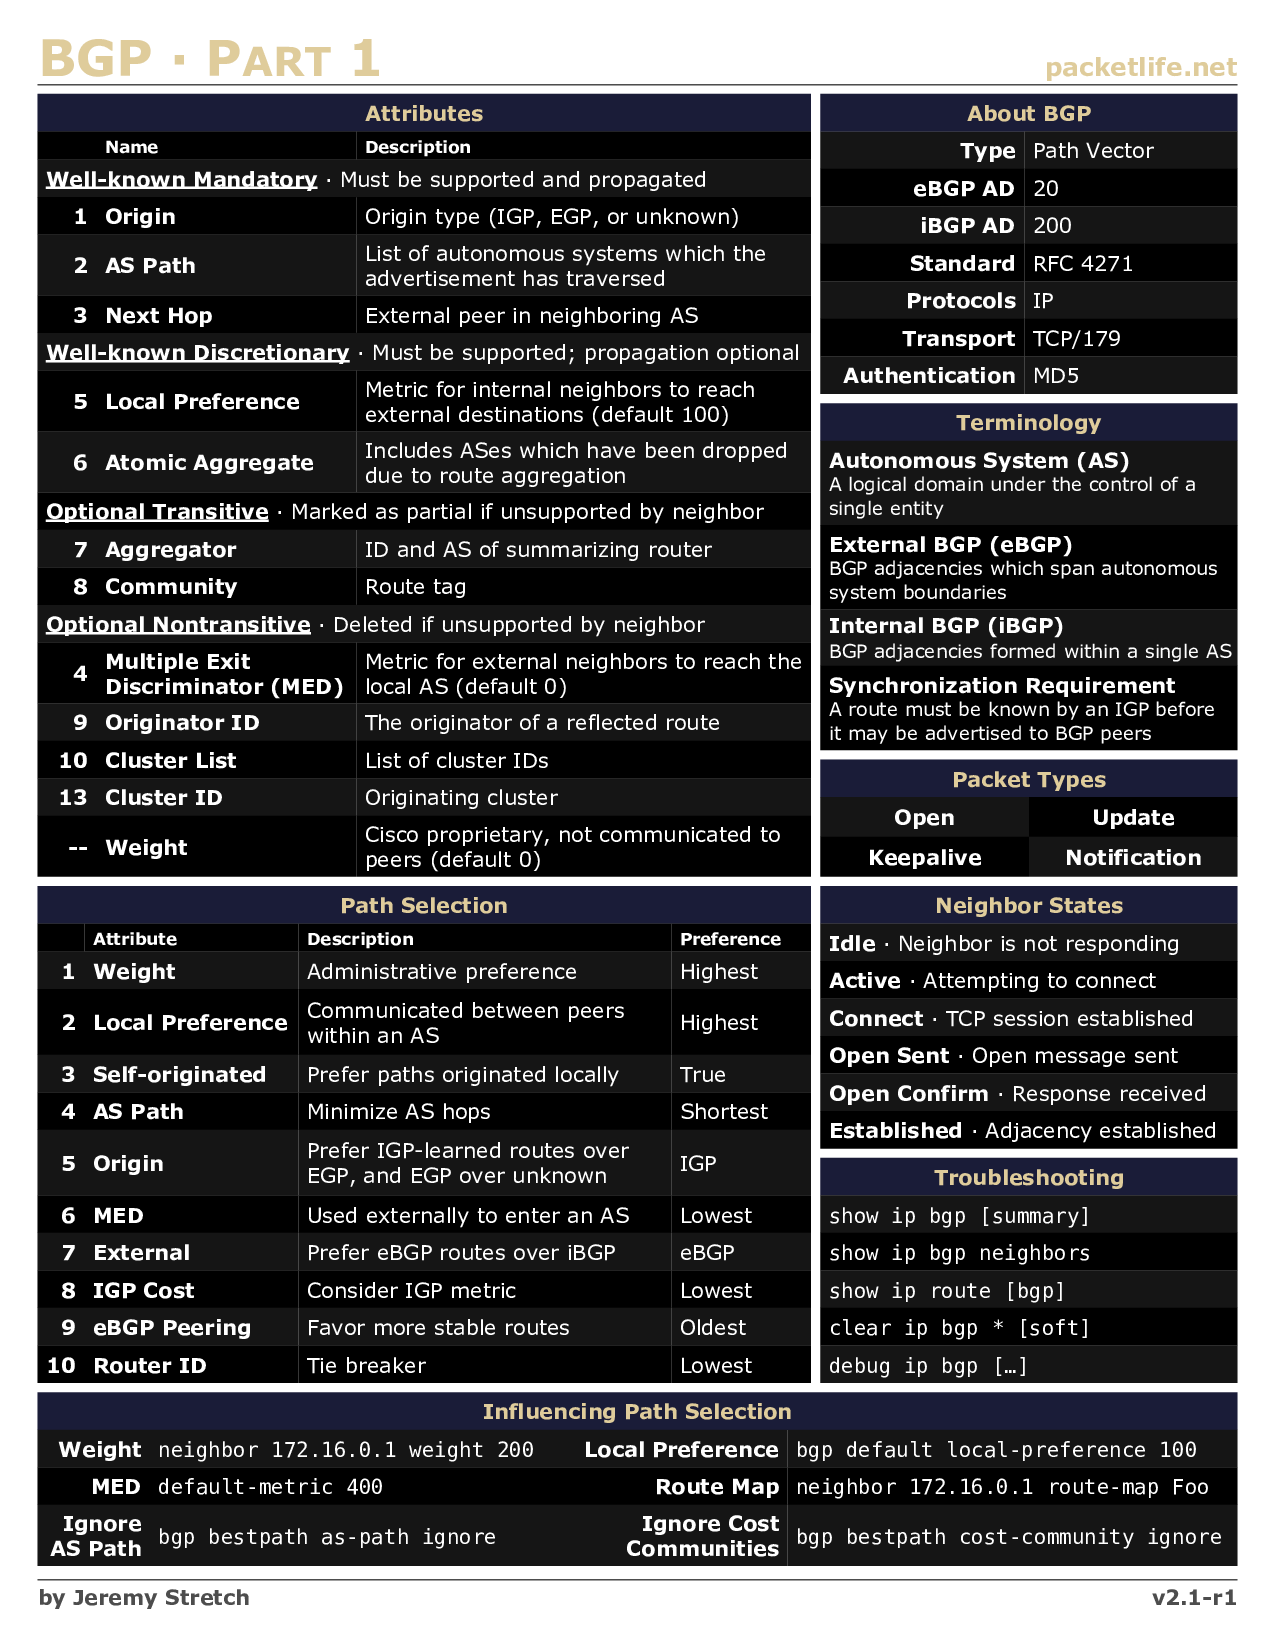 BGP · PART 1
packetlife.net
Attributes
Name Description
Well-known Mandatory · Must be supported and propagated
1 Origin Origin type (IGP, EGP, or unknown)
2 AS Path List of autonomous systems which the
advertisement has traversed
3 Next Hop External peer in neighboring AS
Well-known Discretionary · Must be supported; propagation optional
5 Local Preference Metric for internal neighbors to reach
external destinations (default 100)
6 Atomic Aggregate Includes ASes which have been dropped
due to route aggregation
Optional Transitive · Marked as partial if unsupported by neighbor
7 Aggregator ID and AS of summarizing router
8 Community Route tag
Optional Nontransitive · Deleted if unsupported by neighbor
4 Multiple Exit
Discriminator (MED) Metric for external neighbors to reach the
local AS (default 0)
9 Originator ID The originator of a reflected route
10 Cluster List List of cluster IDs
13 Cluster ID Originating cluster
-- Weight Cisco proprietary, not communicated to
peers (default 0)
About BGP
Type Path Vector
eBGP AD 20
iBGP AD 200
Standard RFC 4271
Protocols IP
Transport TCP/179
Authentication MD5
Terminology
Autonomous System (AS)
A logical domain under the control of a
single entity
External BGP (eBGP)
BGP adjacencies which span autonomous
system boundaries
Internal BGP (iBGP)
BGP adjacencies formed within a single AS
Synchronization Requirement
A route must be known by an IGP before
it may be advertised to BGP peers
Packet Types
Open Update
Keepalive Notification
Path Selection
Attribute Description Preference
1 Weight Administrative preference Highest
2 Local Preference Communicated between peers
within an AS Highest
3 Self-originated Prefer paths originated locally True
4 AS Path Minimize AS hops Shortest
5 Origin Prefer IGP-learned routes over
EGP, and EGP over unknown IGP
6 MED Used externally to enter an AS Lowest
7 External Prefer eBGP routes over iBGP eBGP
8 IGP Cost Consider IGP metric Lowest
9 eBGP Peering Favor more stable routes Oldest
10 Router ID Tie breaker Lowest
Neighbor States
Idle · Neighbor is not responding
Active · Attempting to connect
Connect · TCP session established
Open Sent · Open message sent
Open Confirm · Response received
Established · Adjacency established
Troubleshooting
show ip bgp [summary]
show ip bgp neighbors
show ip route [bgp]
clear ip bgp * [soft]
debug ip bgp […]
Influencing Path Selection
Weight neighbor 172.16.0.1 weight 200 Local Preference bgp default local-preference 100
MED default-metric 400 Route Map neighbor 172.16.0.1 route-map Foo
Ignore
AS Path bgp bestpath as-path ignore Ignore Cost
Communities bgp bestpath cost-community ignore
by Jeremy Stretch
v2.1-r1